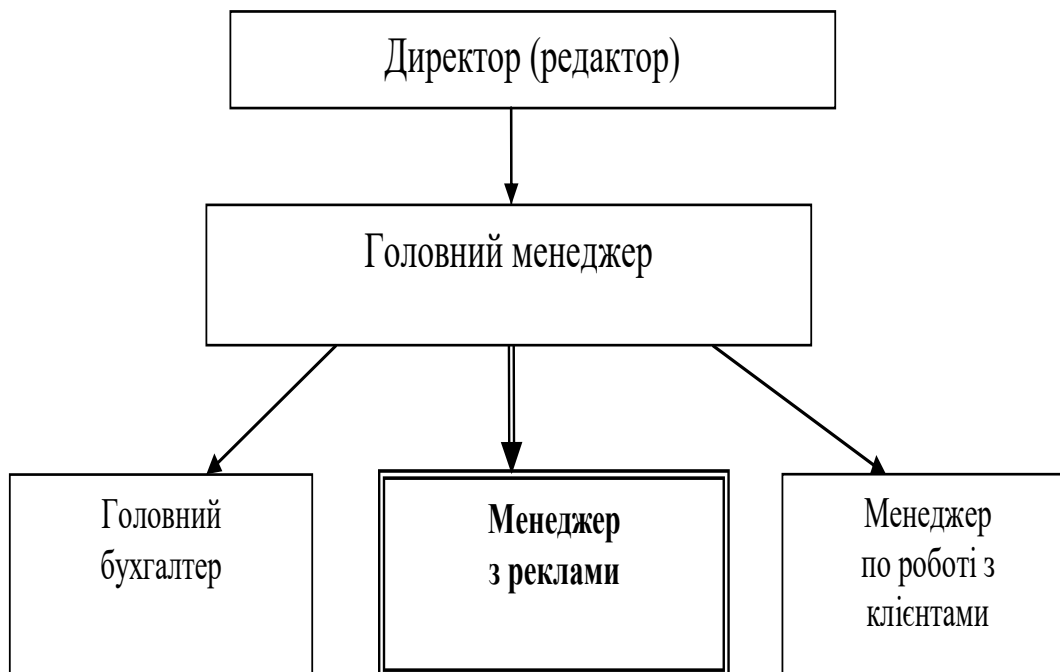 Директор (редактор)
Головний менеджер
Головний
бухгалтер
Менеджер
з реклами
Менеджер
по роботі з
клієнтами